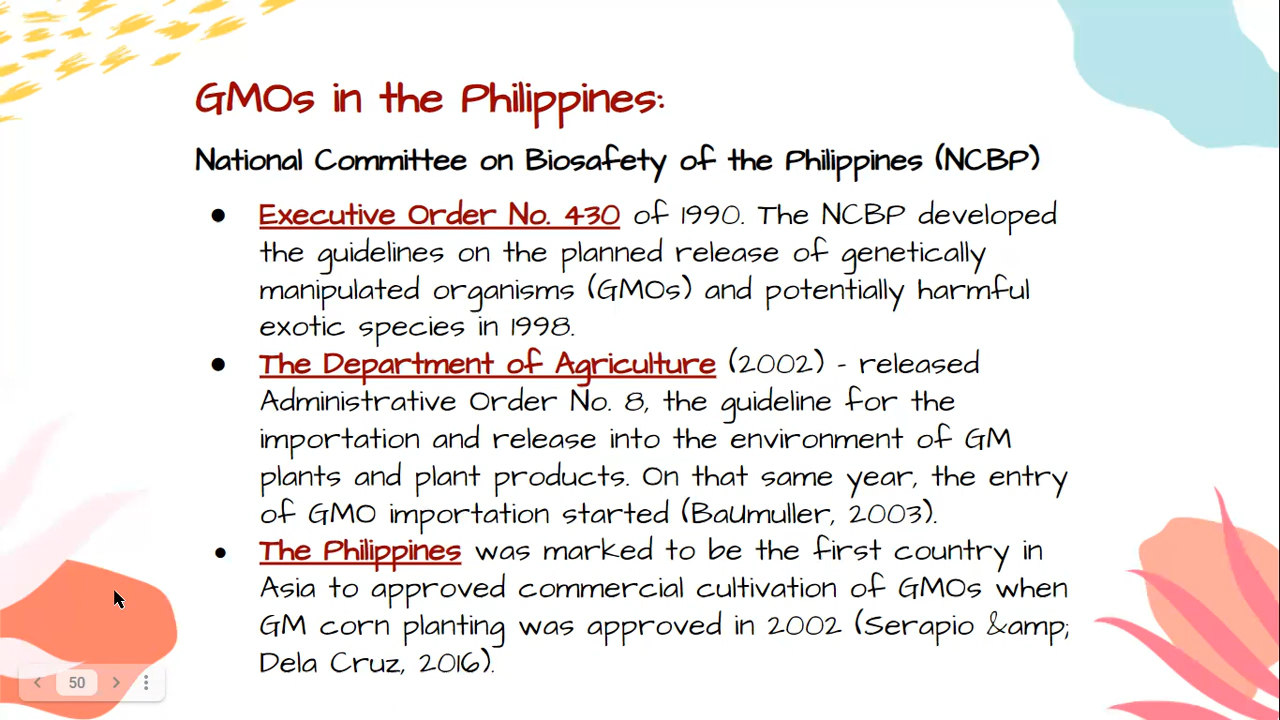 GMOs in the Philippines:
National Committee on Biosafety of the Philippines (NCBP)
● Executive Order No. 430 of 1990. The NCBP developed
the guidelines on the planned release of genetically
manipulated organisms (GMOs) and potentially harmful
exotic species in 1998.
● The Department of Agriculture (2002) - released
Administrative Order No. 8, the guideline for the
importation and release into the environment of GM
plants and plant products. On that same year, the entry
of GMO importation started (BaUmuller, 2003).
● The Philippines was marked to be the first country in
Asia to approved commercial cultivation of GMOs when
GM corn planting was approved in 2002 (Serapio &amp;
Dela Cruz, 2016).
50